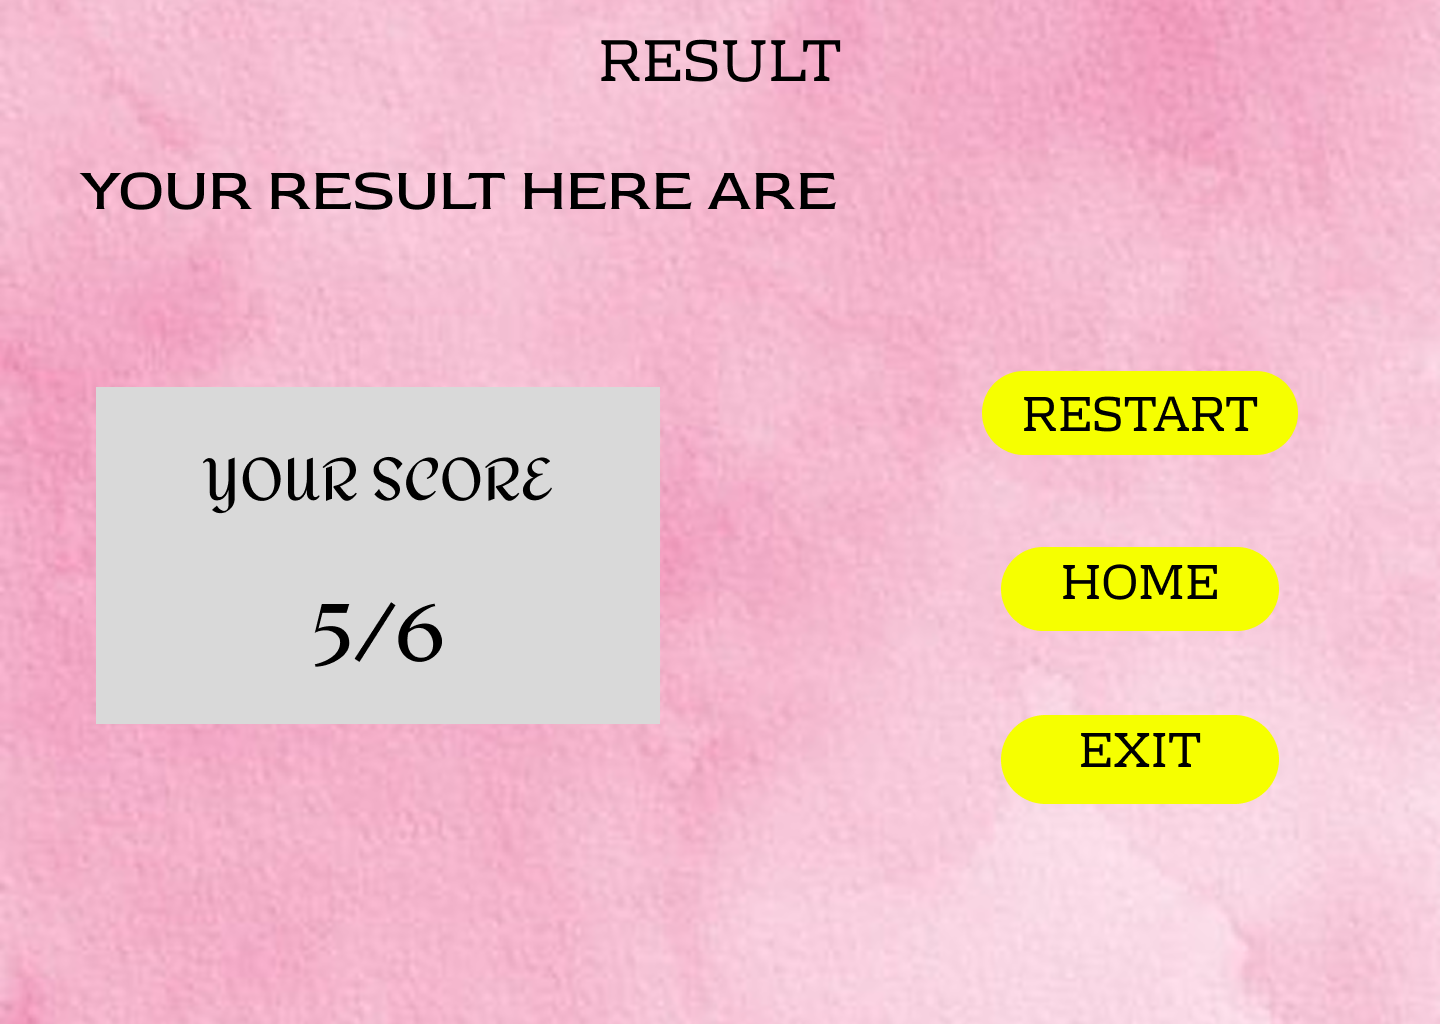 RESULT
YOUR RESULT HERE ARE
YOUR SCORE
5/6
RESTART
HOME
EXIT